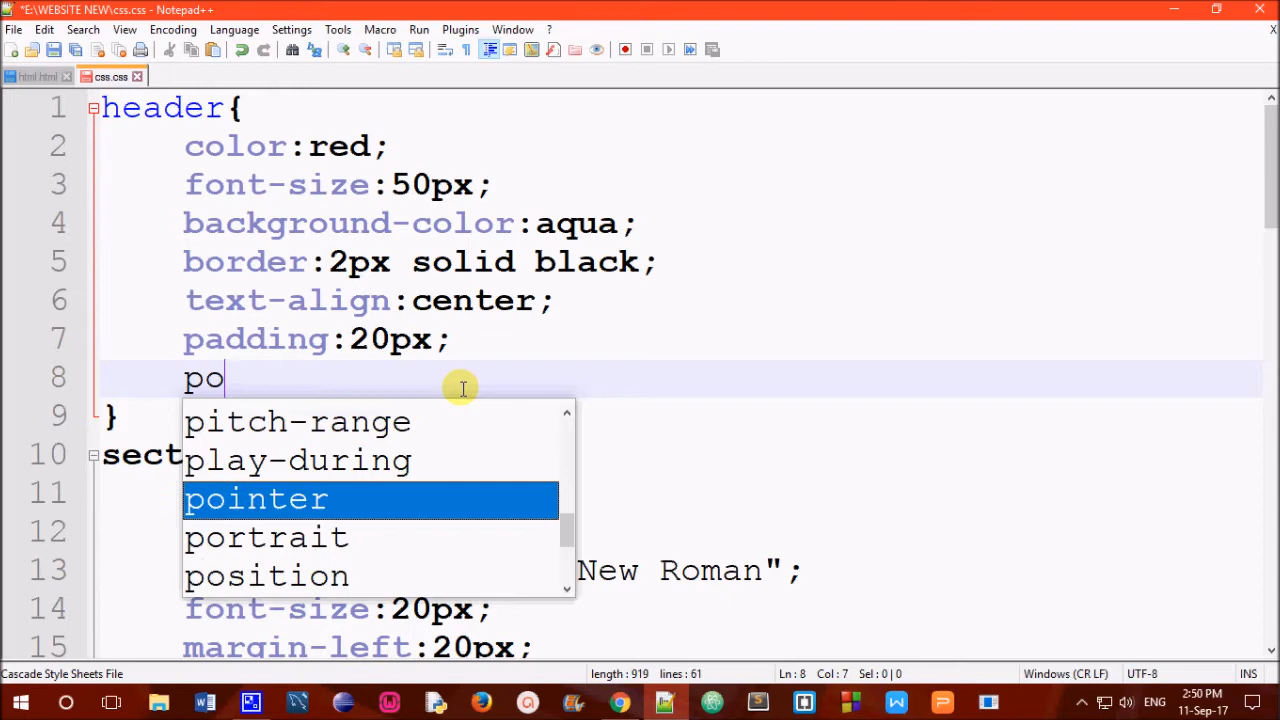 *E:\WEBSITE NEW\css.css - Notepad++
File Edit Search View Encoding Language Settings Tools Macro Run Plugins Window ? X
html.html css.css
1 header{
2 color:red;
3 font-size:50px;
4 background-color:aqua;
5 border:2px solid black;
6 text-align:center;
7 padding:20px;
8 po
9 }
pitch-range
10 sect
play-during
11
pointer
12
portrait
13 New Roman";
position
14 font-size:20px;
15 margin-left:20px;
Cascade Style Sheets File length : 919 lines : 61 Ln : 8 Col : 7 Sel : 0 | 0 Windows (CR LF) UTF-8 INS
ENG 2:50 PM
11-Sep-17